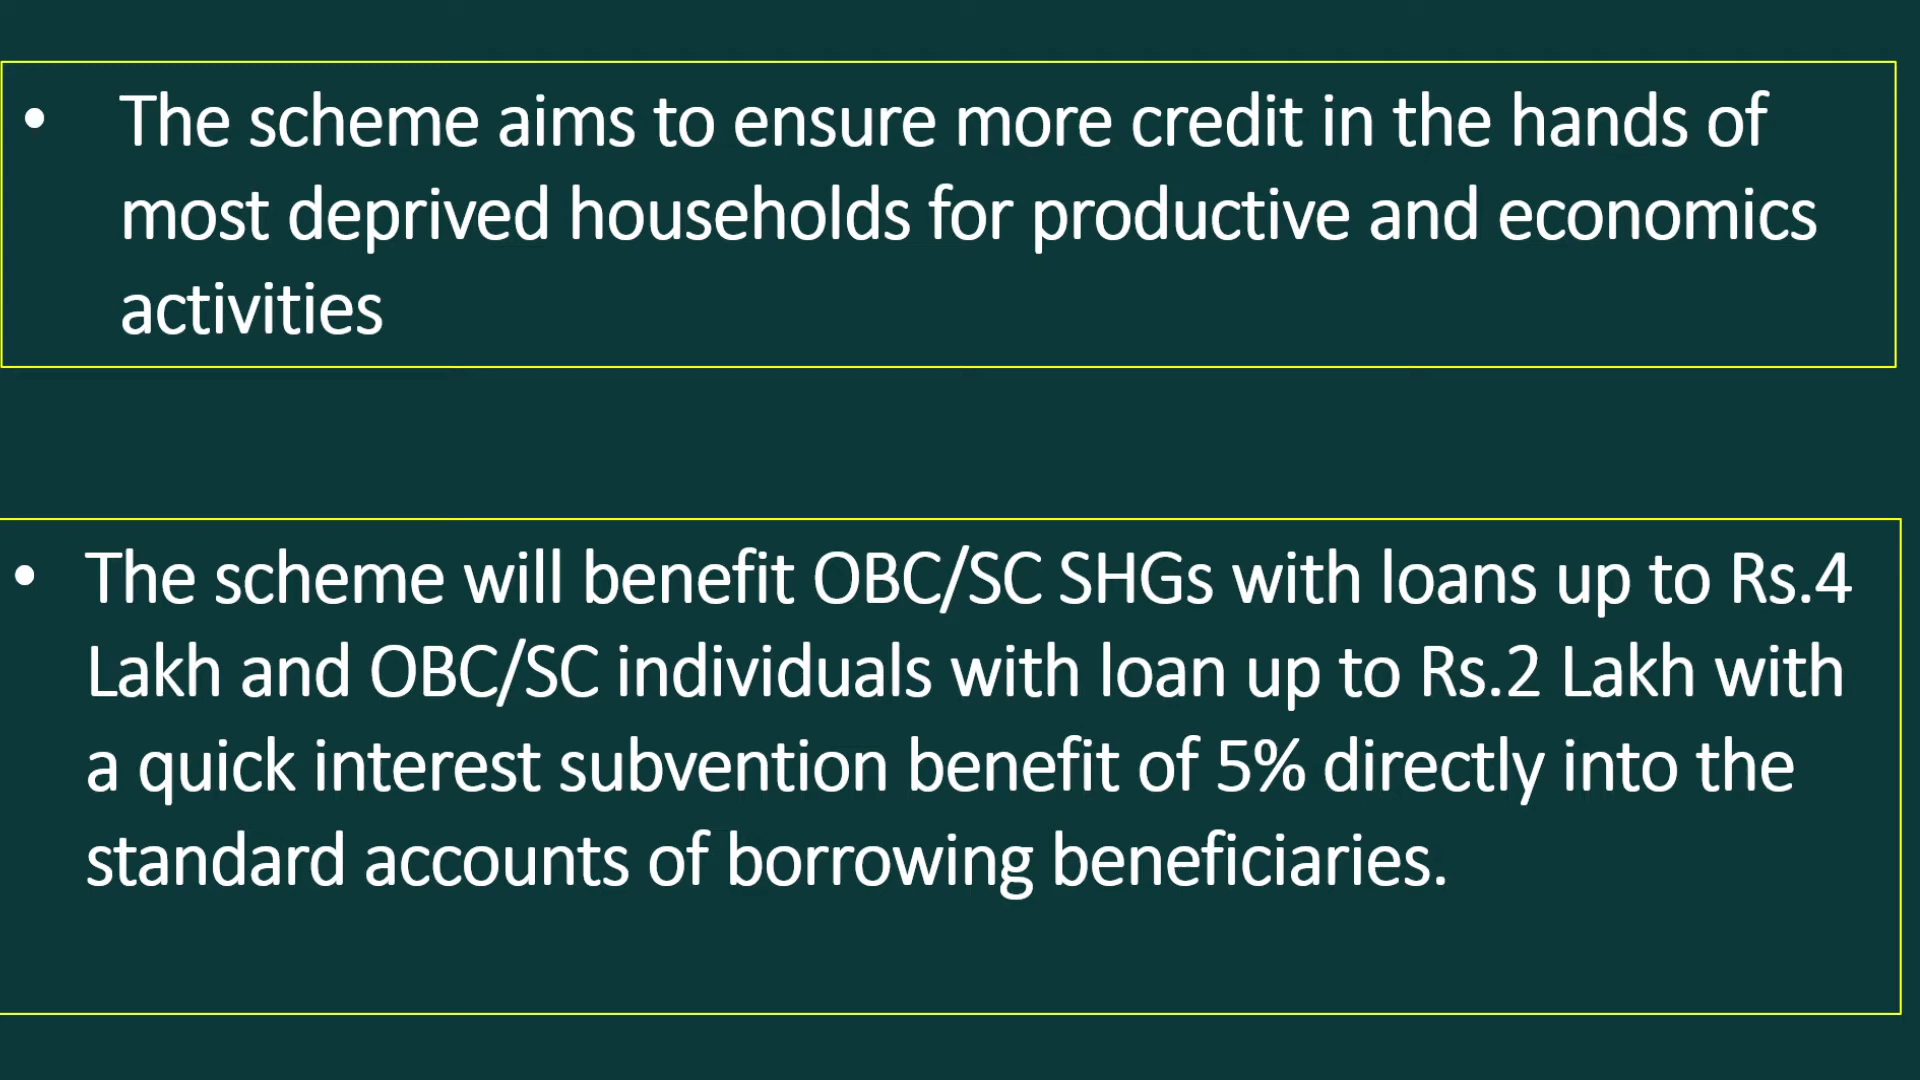 • The scheme aims to ensure more credit in the hands of
most deprived households for productive and economics
activities
• The scheme will benefit OBC/SC SHGs with loans up to Rs.4
Lakh and OBC/SC individuals with loan up to Rs.2 Lakh with
a quick interest subvention benefit of 5% directly into the
standard accounts of borrowing beneficiaries.